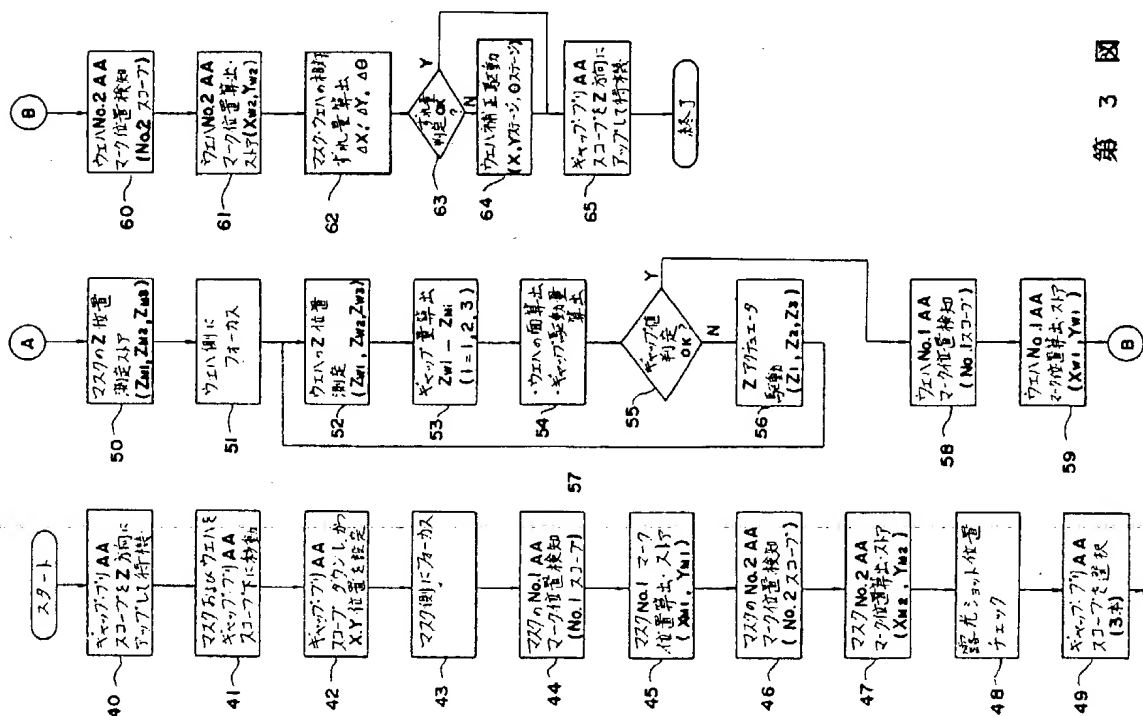 スタート
40
ギャップ・プリAA
スコープをZ方向に
アップして待機
41
マスクおよびウエハを
ギャップ・プリAA
スコープ下に移動
42
ギャップ・プリAA
スコープダウンし、かつ
X,Y位置を設定
43
マスク側にフォーカス
44
マスクのNo.1 AA
マーク位置検知
(No.1 スコープ)
45
マスクNo.1 マーク
位置算出・ストア
(XM1, YM1)
46
マスクのNo.2 AA
マーク位置検知
(No.2 スコープ)
47
マスクNo.2 AA
マーク位置算出・ストア
(XM2, YM2)
48
露光ショット位置
チェック
49
ギャップ・プリAA
スコープを選択
(3本)
A
50
マスクのZ位置
測定ストア
(ZM1, ZM2, ZM3)
51
ウエハ側に
フォーカス
52
ウエハのZ位置
測定
(ZW1, ZW2, ZW3)
53
ギャップ量算出
ZWi − ZMi
(i = 1, 2, 3)
54
・ウエハの面算出
・ギャップ駆動量
算出
55
ギャップ値
判定
OK?
Y
N
56
Zアクチュエータ
駆動
(Z1, Z2, Z3)
57
58
ウエハNo.1 AA
マーク位置検知
(No.1スコープ)
59
ウエハNo.1 AA
マーク位置算出・ストア
(XW1, YW1)
B
B
60
ウエハNo.2 AA
マーク位置検知
(No.2 スコープ)
61
ウエハNo.2 AA
マーク位置算出・
ストア(XW2, YW2)
62
マスク・ウエハの相対
ずれ量算出
ΔX, ΔY, Δθ
63
ずれ量
判定OK
?
Y
N
64
ウエハ補正駆動
(X,Yステージ,θステージ)
65
ギャップ・プリAA
スコープをZ方向に
アップして待機
終了
第 3 図